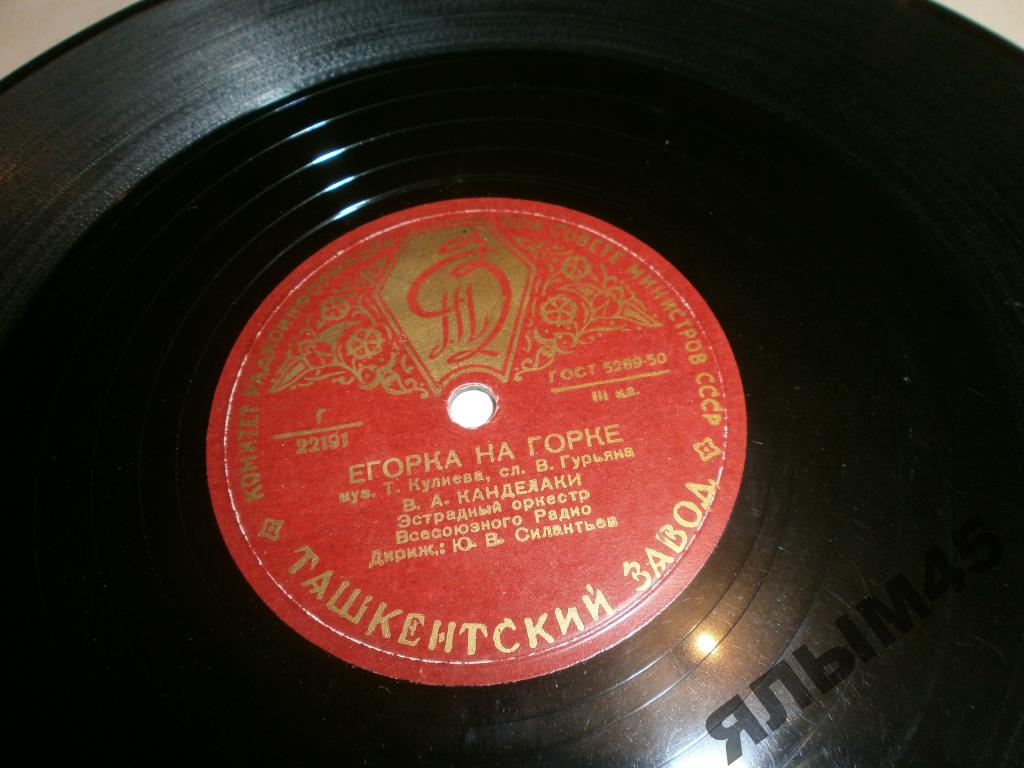 КОМИТЕТ РАДИОИНФОРМАЦИИ ПРИ СОВЕТЕ МИНИСТРОВ СССР
ГОСТ 5289-50
III кл.
Г
22191
ЕГОРКА НА ГОРКЕ
муз. Т. Кулиева, сл. В. Гурьяна
В. А. КАНДЕЛАКИ
Эстрадный оркестр
Всесоюзного Радио
Дириж.: Ю. В. Силантьев
ТАШКЕНТСКИЙ ЗАВОД
ЯЛЫМ45